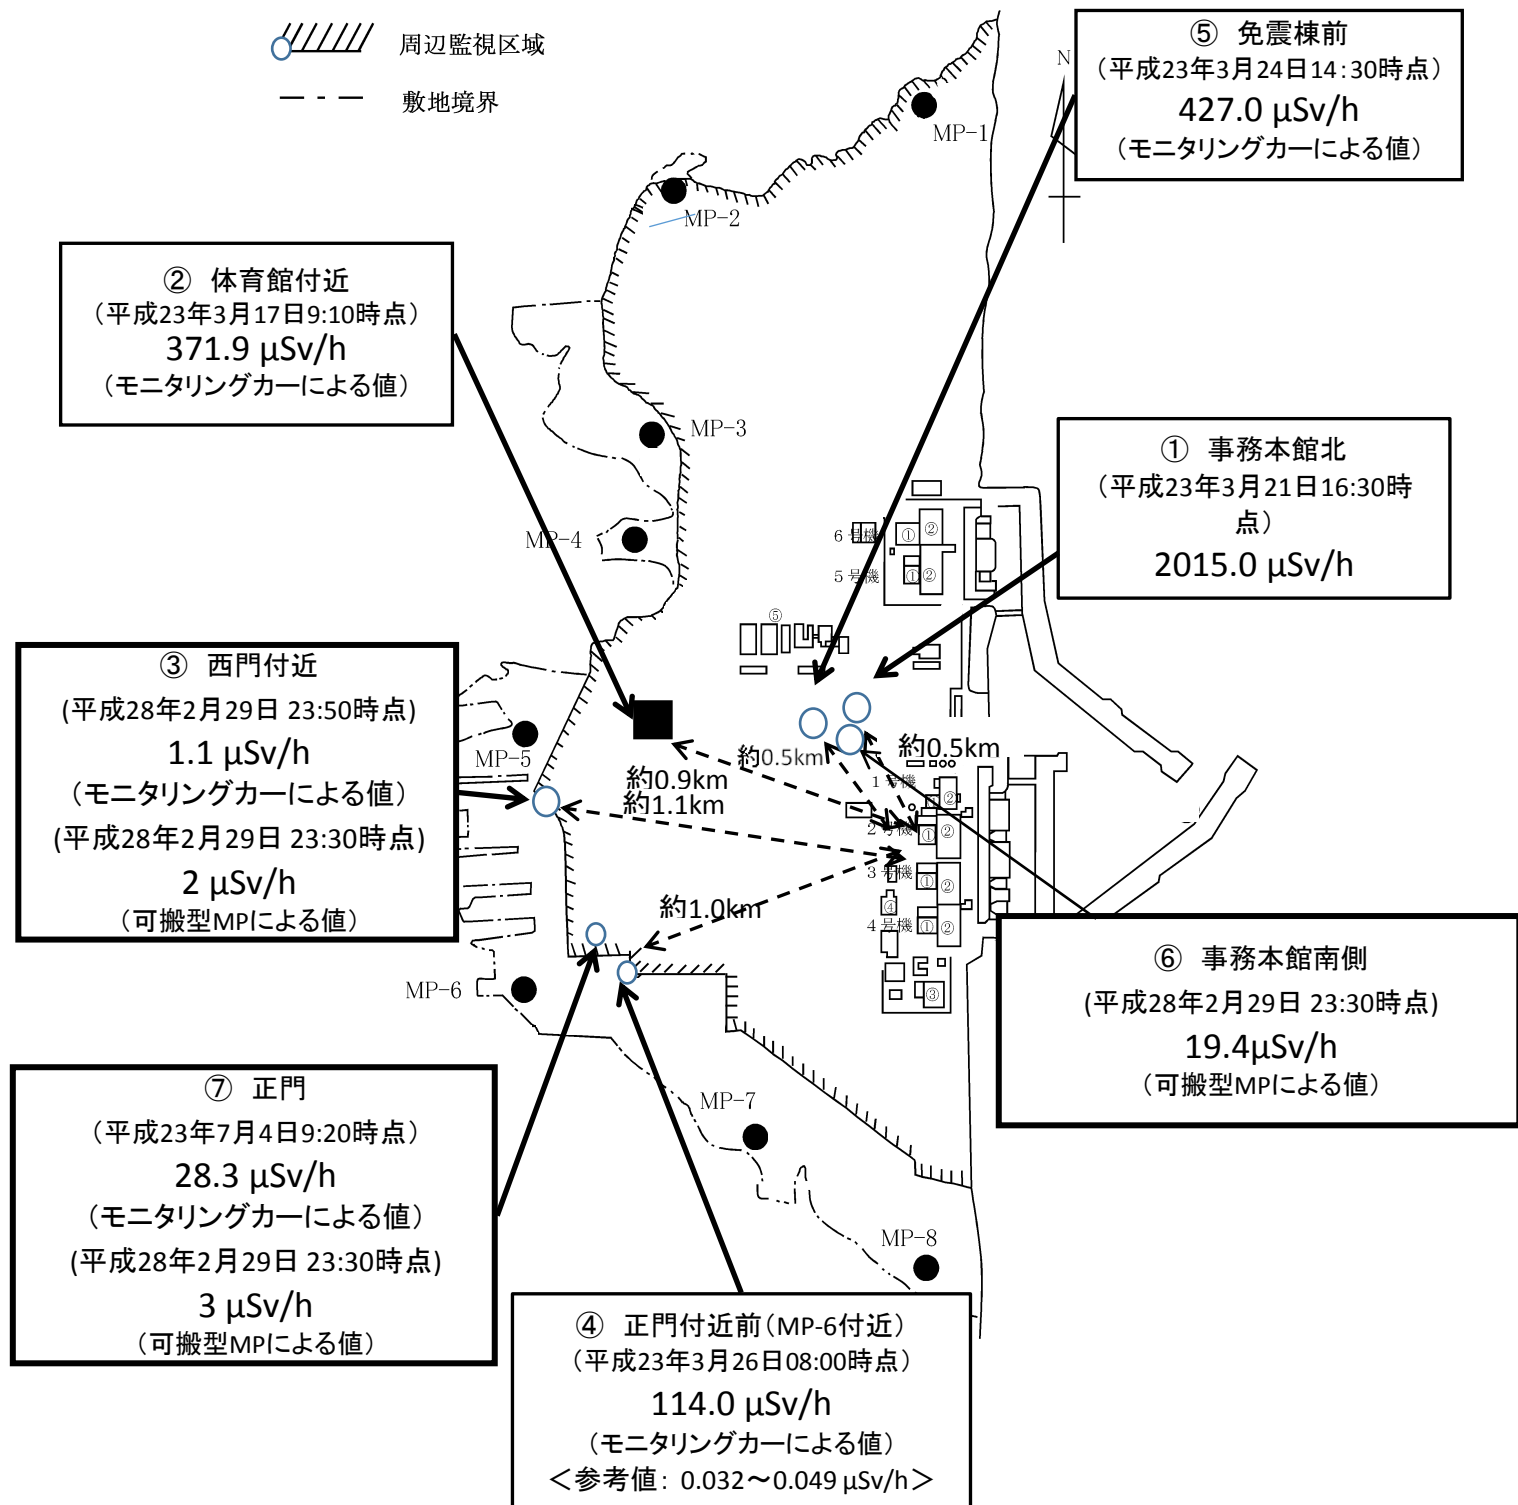 周辺監視区域
敷地境界
⑤ 免震棟前
（平成23年3月24日14:30時点）
427.0 μSv/h
（モニタリングカーによる値）
N
MP-1
MP-2
② 体育館付近
（平成23年3月17日9:10時点）
371.9 μSv/h
（モニタリングカーによる値）
MP-3
① 事務本館北
（平成23年3月21日16:30時
点）
2015.0 μSv/h
MP-4
６号機
①
②
５号機
①
②
⑤
③ 西門付近
(平成28年2月29日 23:50時点)
1.1 μSv/h
（モニタリングカーによる値）
(平成28年2月29日 23:30時点)
2 μSv/h
（可搬型MPによる値）
MP-5
約0.5km
約0.5km
約0.9km
約1.1km
１号機
①
②
２号機
①
②
３号機
①
②
④
４号機
①
②
約1.0km
③
MP-6
⑥ 事務本館南側
(平成28年2月29日 23:30時点)
19.4μSv/h
（可搬型MPによる値）
⑦ 正門
（平成23年7月4日9:20時点）
28.3 μSv/h
（モニタリングカーによる値）
(平成28年2月29日 23:30時点)
3 μSv/h
（可搬型MPによる値）
MP-7
MP-8
④ 正門付近前（MP-6付近）
（平成23年3月26日08:00時点）
114.0 μSv/h
（モニタリングカーによる値）
＜参考値： 0.032～0.049 μSv/h＞